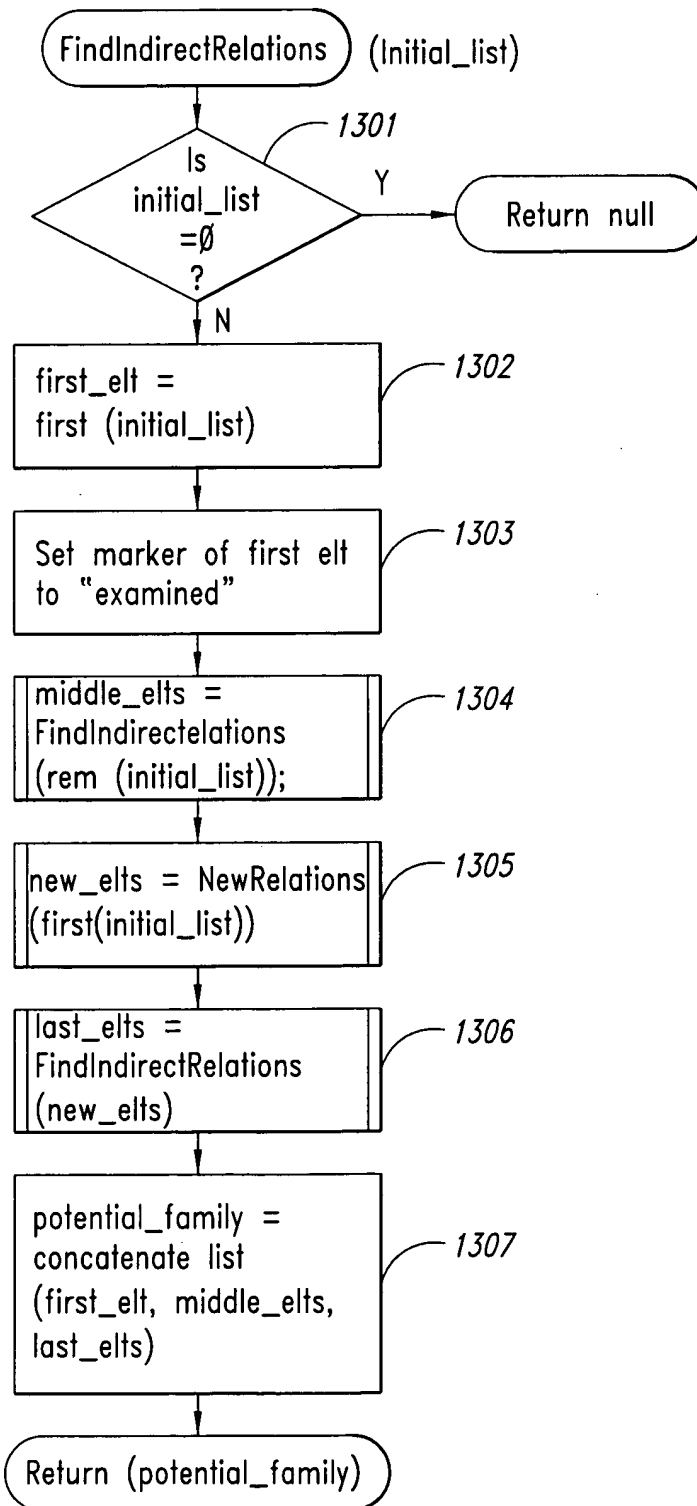 FindIndirectRelations (Initial_list)
1301
Is
initial_list
=Ø
?
Y
Return null
N
first_elt =
first (initial_list)
1302
Set marker of first elt
to "examined"
1303
middle_elts =
FindIndirectelations
(rem (initial_list));
1304
new_elts = NewRelations
(first(initial_list))
1305
last_elts =
FindIndirectRelations
(new_elts)
1306
potential_family =
concatenate list
(first_elt, middle_elts,
last_elts)
1307
Return (potential_family)